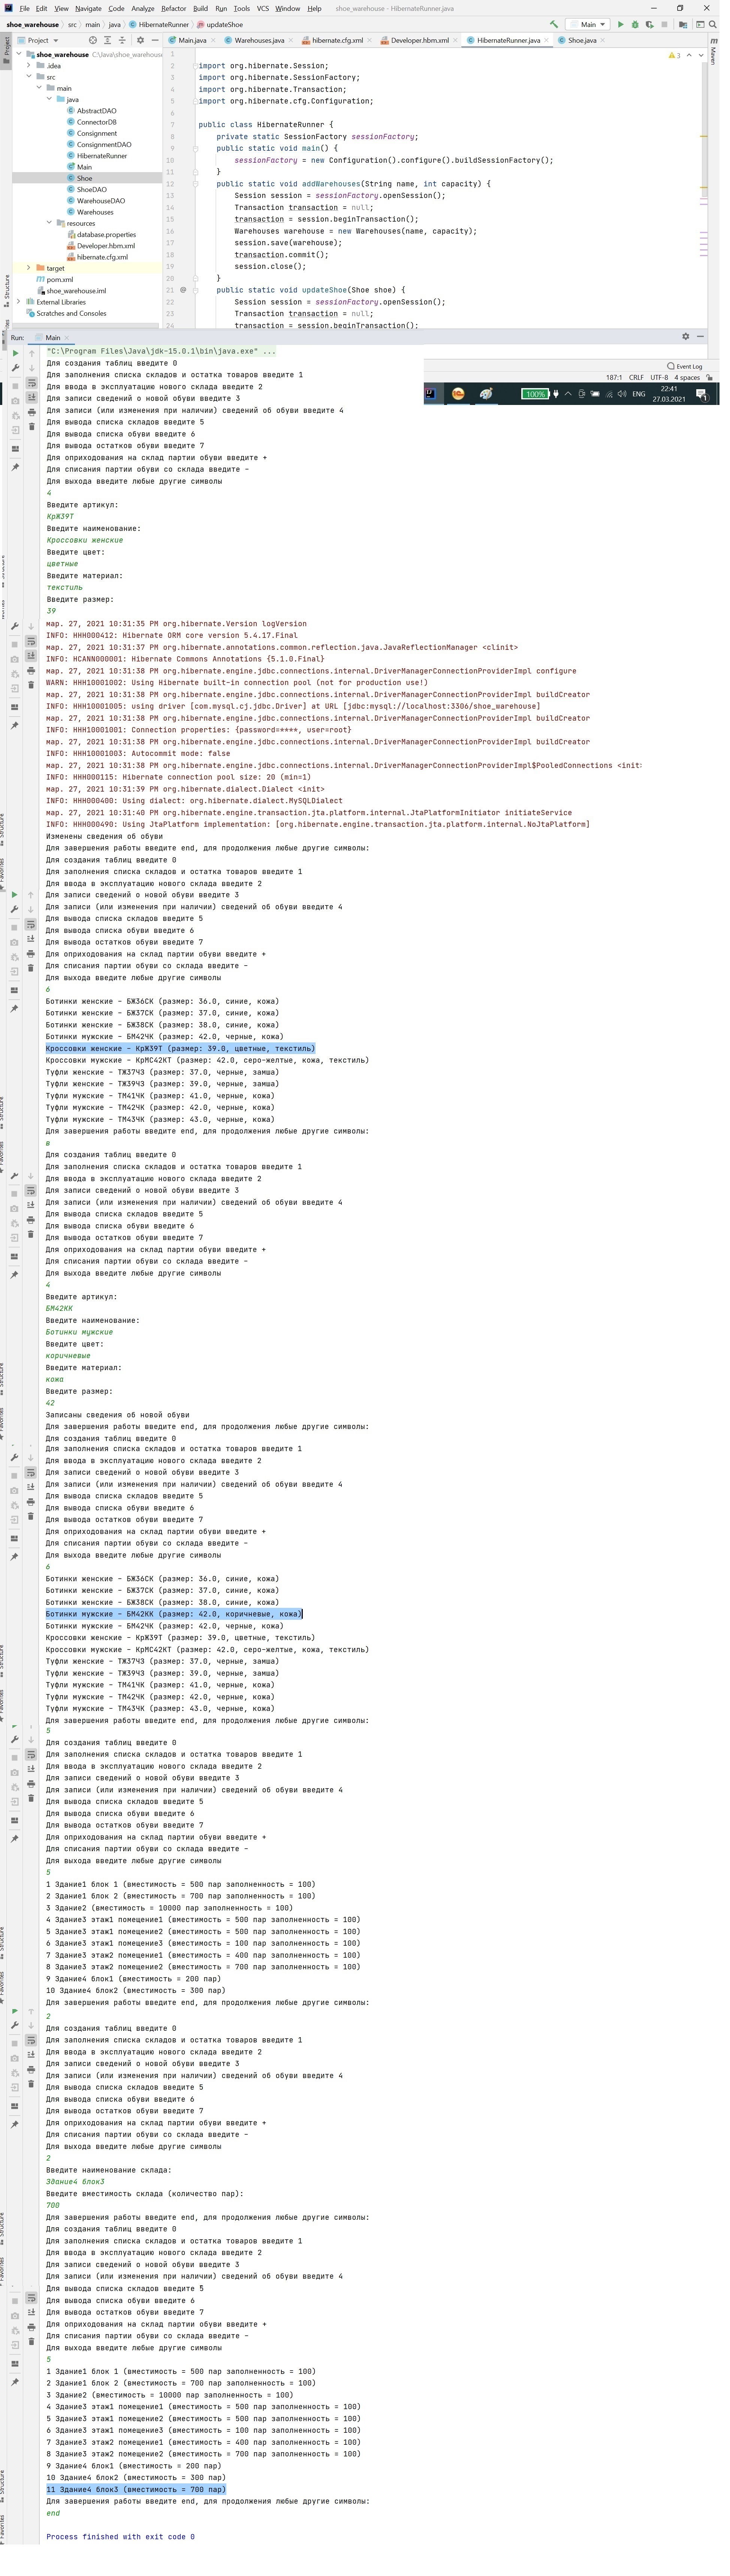 File Edit View Navigate Code Analyze Refactor Build Run Tools VCS Window Help shoe_warehouse - HibernateRunner.java
shoe_warehouse src main java HibernateRunner updateShoe Main
Project
Main.java Warehouses.java hibernate.cfg.xml Developer.hbm.xml HibernateRunner.java Shoe.java
Project
Maven
shoe_warehouse C:\Java\shoe_warehouse
.idea
src
main
java
AbstractDAO
ConnectorDB
Consignment
ConsignmentDAO
HibernateRunner
Main
Shoe
ShoeDAO
WarehouseDAO
Warehouses
resources
database.properties
Developer.hbm.xml
hibernate.cfg.xml
target
pom.xml
shoe_warehouse.iml
External Libraries
Scratches and Consoles
Structure
3
1
2 import org.hibernate.Session;
3 import org.hibernate.SessionFactory;
4 import org.hibernate.Transaction;
5 import org.hibernate.cfg.Configuration;
6
7 public class HibernateRunner {
8 private static SessionFactory sessionFactory;
9 public static void main() {
10 sessionFactory = new Configuration().configure().buildSessionFactory();
11 }
12 public static void addWarehouses(String name, int capacity) {
13 Session session = sessionFactory.openSession();
14 Transaction transaction = null;
15 transaction = session.beginTransaction();
16 Warehouses warehouse = new Warehouses(name, capacity);
17 session.save(warehouse);
18 transaction.commit();
19 session.close();
20 }
21 public static void updateShoe(Shoe shoe) {
22 Session session = sessionFactory.openSession();
23 Transaction transaction = null;
24 transaction = session.beginTransaction();
Run: Main
"C:\Program Files\Java\jdk-15.0.1\bin\java.exe" ...
Event Log
187:1 CRLF UTF-8 4 spaces
100% ENG 22:41
27.03.2021
Для создания таблиц введите 0
Для заполнения списка складов и остатка товаров введите 1
Для ввода в эксплуатацию нового склада введите 2
Для записи сведений о новой обуви введите 3
Для записи (или изменения при наличии) сведений об обуви введите 4
Для вывода списка складов введите 5
Для вывода списка обуви введите 6
Для вывода остатков обуви введите 7
Для оприходования на склад партии обуви введите +
Для списания партии обуви со склада введите -
Для выхода введите любые другие символы
4
Введите артикул:
КрЖ39Т
Введите наименование:
Кроссовки женские
Введите цвет:
цветные
Введите материал:
текстиль
Введите размер:
39
мар. 27, 2021 10:31:35 PM org.hibernate.Version logVersion
INFO: HHH000412: Hibernate ORM core version 5.4.17.Final
мар. 27, 2021 10:31:37 PM org.hibernate.annotations.common.reflection.java.JavaReflectionManager <clinit>
INFO: HCANN000001: Hibernate Commons Annotations {5.1.0.Final}
мар. 27, 2021 10:31:38 PM org.hibernate.engine.jdbc.connections.internal.DriverManagerConnectionProviderImpl configure
WARN: HHH10001002: Using Hibernate built-in connection pool (not for production use!)
мар. 27, 2021 10:31:38 PM org.hibernate.engine.jdbc.connections.internal.DriverManagerConnectionProviderImpl buildCreator
INFO: HHH10001005: using driver [com.mysql.cj.jdbc.Driver] at URL [jdbc:mysql://localhost:3306/shoe_warehouse]
мар. 27, 2021 10:31:38 PM org.hibernate.engine.jdbc.connections.internal.DriverManagerConnectionProviderImpl buildCreator
INFO: HHH10001001: Connection properties: {password=****, user=root}
мар. 27, 2021 10:31:38 PM org.hibernate.engine.jdbc.connections.internal.DriverManagerConnectionProviderImpl buildCreator
INFO: HHH10001003: Autocommit mode: false
мар. 27, 2021 10:31:38 PM org.hibernate.engine.jdbc.connections.internal.DriverManagerConnectionProviderImpl$PooledConnections <init>
INFO: HHH000115: Hibernate connection pool size: 20 (min=1)
мар. 27, 2021 10:31:39 PM org.hibernate.dialect.Dialect <init>
INFO: HHH000400: Using dialect: org.hibernate.dialect.MySQLDialect
мар. 27, 2021 10:31:40 PM org.hibernate.engine.transaction.jta.platform.internal.JtaPlatformInitiator initiateService
INFO: HHH000490: Using JtaPlatform implementation: [org.hibernate.engine.transaction.jta.platform.internal.NoJtaPlatform]
Изменены сведения об обуви
Для завершения работы введите end, для продолжения любые другие символы:
Для создания таблиц введите 0
Для заполнения списка складов и остатка товаров введите 1
Для ввода в эксплуатацию нового склада введите 2
Для записи сведений о новой обуви введите 3
Для записи (или изменения при наличии) сведений об обуви введите 4
Для вывода списка складов введите 5
Для вывода списка обуви введите 6
Для вывода остатков обуви введите 7
Для оприходования на склад партии обуви введите +
Для списания партии обуви со склада введите -
Для выхода введите любые другие символы
6
Ботинки женские - БЖ36СК (размер: 36.0, синие, кожа)
Ботинки женские - БЖ37СК (размер: 37.0, синие, кожа)
Ботинки женские - БЖ38СК (размер: 38.0, синие, кожа)
Ботинки мужские - БМ42ЧК (размер: 42.0, черные, кожа)
Кроссовки женские - КрЖ39Т (размер: 39.0, цветные, текстиль)
Кроссовки мужские - КрМС42КТ (размер: 42.0, серо-желтые, кожа, текстиль)
Туфли женские - ТЖ37ЧЗ (размер: 37.0, черные, замша)
Туфли женские - ТЖ39ЧЗ (размер: 39.0, черные, замша)
Туфли мужские - ТМ41ЧК (размер: 41.0, черные, кожа)
Туфли мужские - ТМ42ЧК (размер: 42.0, черные, кожа)
Туфли мужские - ТМ43ЧК (размер: 43.0, черные, кожа)
Для завершения работы введите end, для продолжения любые другие символы:
в
Для создания таблиц введите 0
Для заполнения списка складов и остатка товаров введите 1
Для ввода в эксплуатацию нового склада введите 2
Для записи сведений о новой обуви введите 3
Для записи (или изменения при наличии) сведений об обуви введите 4
Для вывода списка складов введите 5
Для вывода списка обуви введите 6
Для вывода остатков обуви введите 7
Для оприходования на склад партии обуви введите +
Для списания партии обуви со склада введите -
Для выхода введите любые другие символы
4
Введите артикул:
БМ42КК
Введите наименование:
Ботинки мужские
Введите цвет:
коричневые
Введите материал:
кожа
Введите размер:
42
Записаны сведения об новой обуви
Для завершения работы введите end, для продолжения любые другие символы:
Для создания таблиц введите 0
Для заполнения списка складов и остатка товаров введите 1
Для ввода в эксплуатацию нового склада введите 2
Для записи сведений о новой обуви введите 3
Для записи (или изменения при наличии) сведений об обуви введите 4
Для вывода списка складов введите 5
Для вывода списка обуви введите 6
Для вывода остатков обуви введите 7
Для оприходования на склад партии обуви введите +
Для списания партии обуви со склада введите -
Для выхода введите любые другие символы
6
Ботинки женские - БЖ36СК (размер: 36.0, синие, кожа)
Ботинки женские - БЖ37СК (размер: 37.0, синие, кожа)
Ботинки женские - БЖ38СК (размер: 38.0, синие, кожа)
Ботинки мужские - БМ42КК (размер: 42.0, коричневые, кожа)
Ботинки мужские - БМ42ЧК (размер: 42.0, черные, кожа)
Кроссовки женские - КрЖ39Т (размер: 39.0, цветные, текстиль)
Кроссовки мужские - КрМС42КТ (размер: 42.0, серо-желтые, кожа, текстиль)
Туфли женские - ТЖ37ЧЗ (размер: 37.0, черные, замша)
Туфли женские - ТЖ39ЧЗ (размер: 39.0, черные, замша)
Туфли мужские - ТМ41ЧК (размер: 41.0, черные, кожа)
Туфли мужские - ТМ42ЧК (размер: 42.0, черные, кожа)
Туфли мужские - ТМ43ЧК (размер: 43.0, черные, кожа)
Для завершения работы введите end, для продолжения любые другие символы:
5
Для создания таблиц введите 0
Для заполнения списка складов и остатка товаров введите 1
Для ввода в эксплуатацию нового склада введите 2
Для записи сведений о новой обуви введите 3
Для записи (или изменения при наличии) сведений об обуви введите 4
Для вывода списка складов введите 5
Для вывода списка обуви введите 6
Для вывода остатков обуви введите 7
Для оприходования на склад партии обуви введите +
Для списания партии обуви со склада введите -
Для выхода введите любые другие символы
5
1 Здание1 блок 1 (вместимость = 500 пар заполненность = 100)
2 Здание1 блок 2 (вместимость = 700 пар заполненность = 100)
3 Здание2 (вместимость = 10000 пар заполненность = 100)
4 Здание3 этаж1 помещение1 (вместимость = 500 пар заполненность = 100)
5 Здание3 этаж1 помещение2 (вместимость = 500 пар заполненность = 100)
6 Здание3 этаж1 помещение3 (вместимость = 100 пар заполненность = 100)
7 Здание3 этаж2 помещение1 (вместимость = 400 пар заполненность = 100)
8 Здание3 этаж2 помещение2 (вместимость = 700 пар заполненность = 100)
9 Здание4 блок1 (вместимость = 200 пар)
10 Здание4 блок2 (вместимость = 300 пар)
Для завершения работы введите end, для продолжения любые другие символы:
2
Для создания таблиц введите 0
Для заполнения списка складов и остатка товаров введите 1
Для ввода в эксплуатацию нового склада введите 2
Для записи сведений о новой обуви введите 3
Для записи (или изменения при наличии) сведений об обуви введите 4
Для вывода списка складов введите 5
Для вывода списка обуви введите 6
Для вывода остатков обуви введите 7
Для оприходования на склад партии обуви введите +
Для списания партии обуви со склада введите -
Для выхода введите любые другие символы
2
Введите наименование склада:
Здание4 блок3
Введите вместимость склада (количество пар):
700
Для завершения работы введите end, для продолжения любые другие символы:
Для создания таблиц введите 0
Для заполнения списка складов и остатка товаров введите 1
Для ввода в эксплуатацию нового склада введите 2
Для записи сведений о новой обуви введите 3
Для записи (или изменения при наличии) сведений об обуви введите 4
Для вывода списка складов введите 5
Для вывода списка обуви введите 6
Для вывода остатков обуви введите 7
Для оприходования на склад партии обуви введите +
Для списания партии обуви со склада введите -
Для выхода введите любые другие символы
5
1 Здание1 блок 1 (вместимость = 500 пар заполненность = 100)
2 Здание1 блок 2 (вместимость = 700 пар заполненность = 100)
3 Здание2 (вместимость = 10000 пар заполненность = 100)
4 Здание3 этаж1 помещение1 (вместимость = 500 пар заполненность = 100)
5 Здание3 этаж1 помещение2 (вместимость = 500 пар заполненность = 100)
6 Здание3 этаж1 помещение3 (вместимость = 100 пар заполненность = 100)
7 Здание3 этаж2 помещение1 (вместимость = 400 пар заполненность = 100)
8 Здание3 этаж2 помещение2 (вместимость = 700 пар заполненность = 100)
9 Здание4 блок1 (вместимость = 200 пар)
10 Здание4 блок2 (вместимость = 300 пар)
11 Здание4 блок3 (вместимость = 700 пар)
Для завершения работы введите end, для продолжения любые другие символы:
end
Process finished with exit code 0